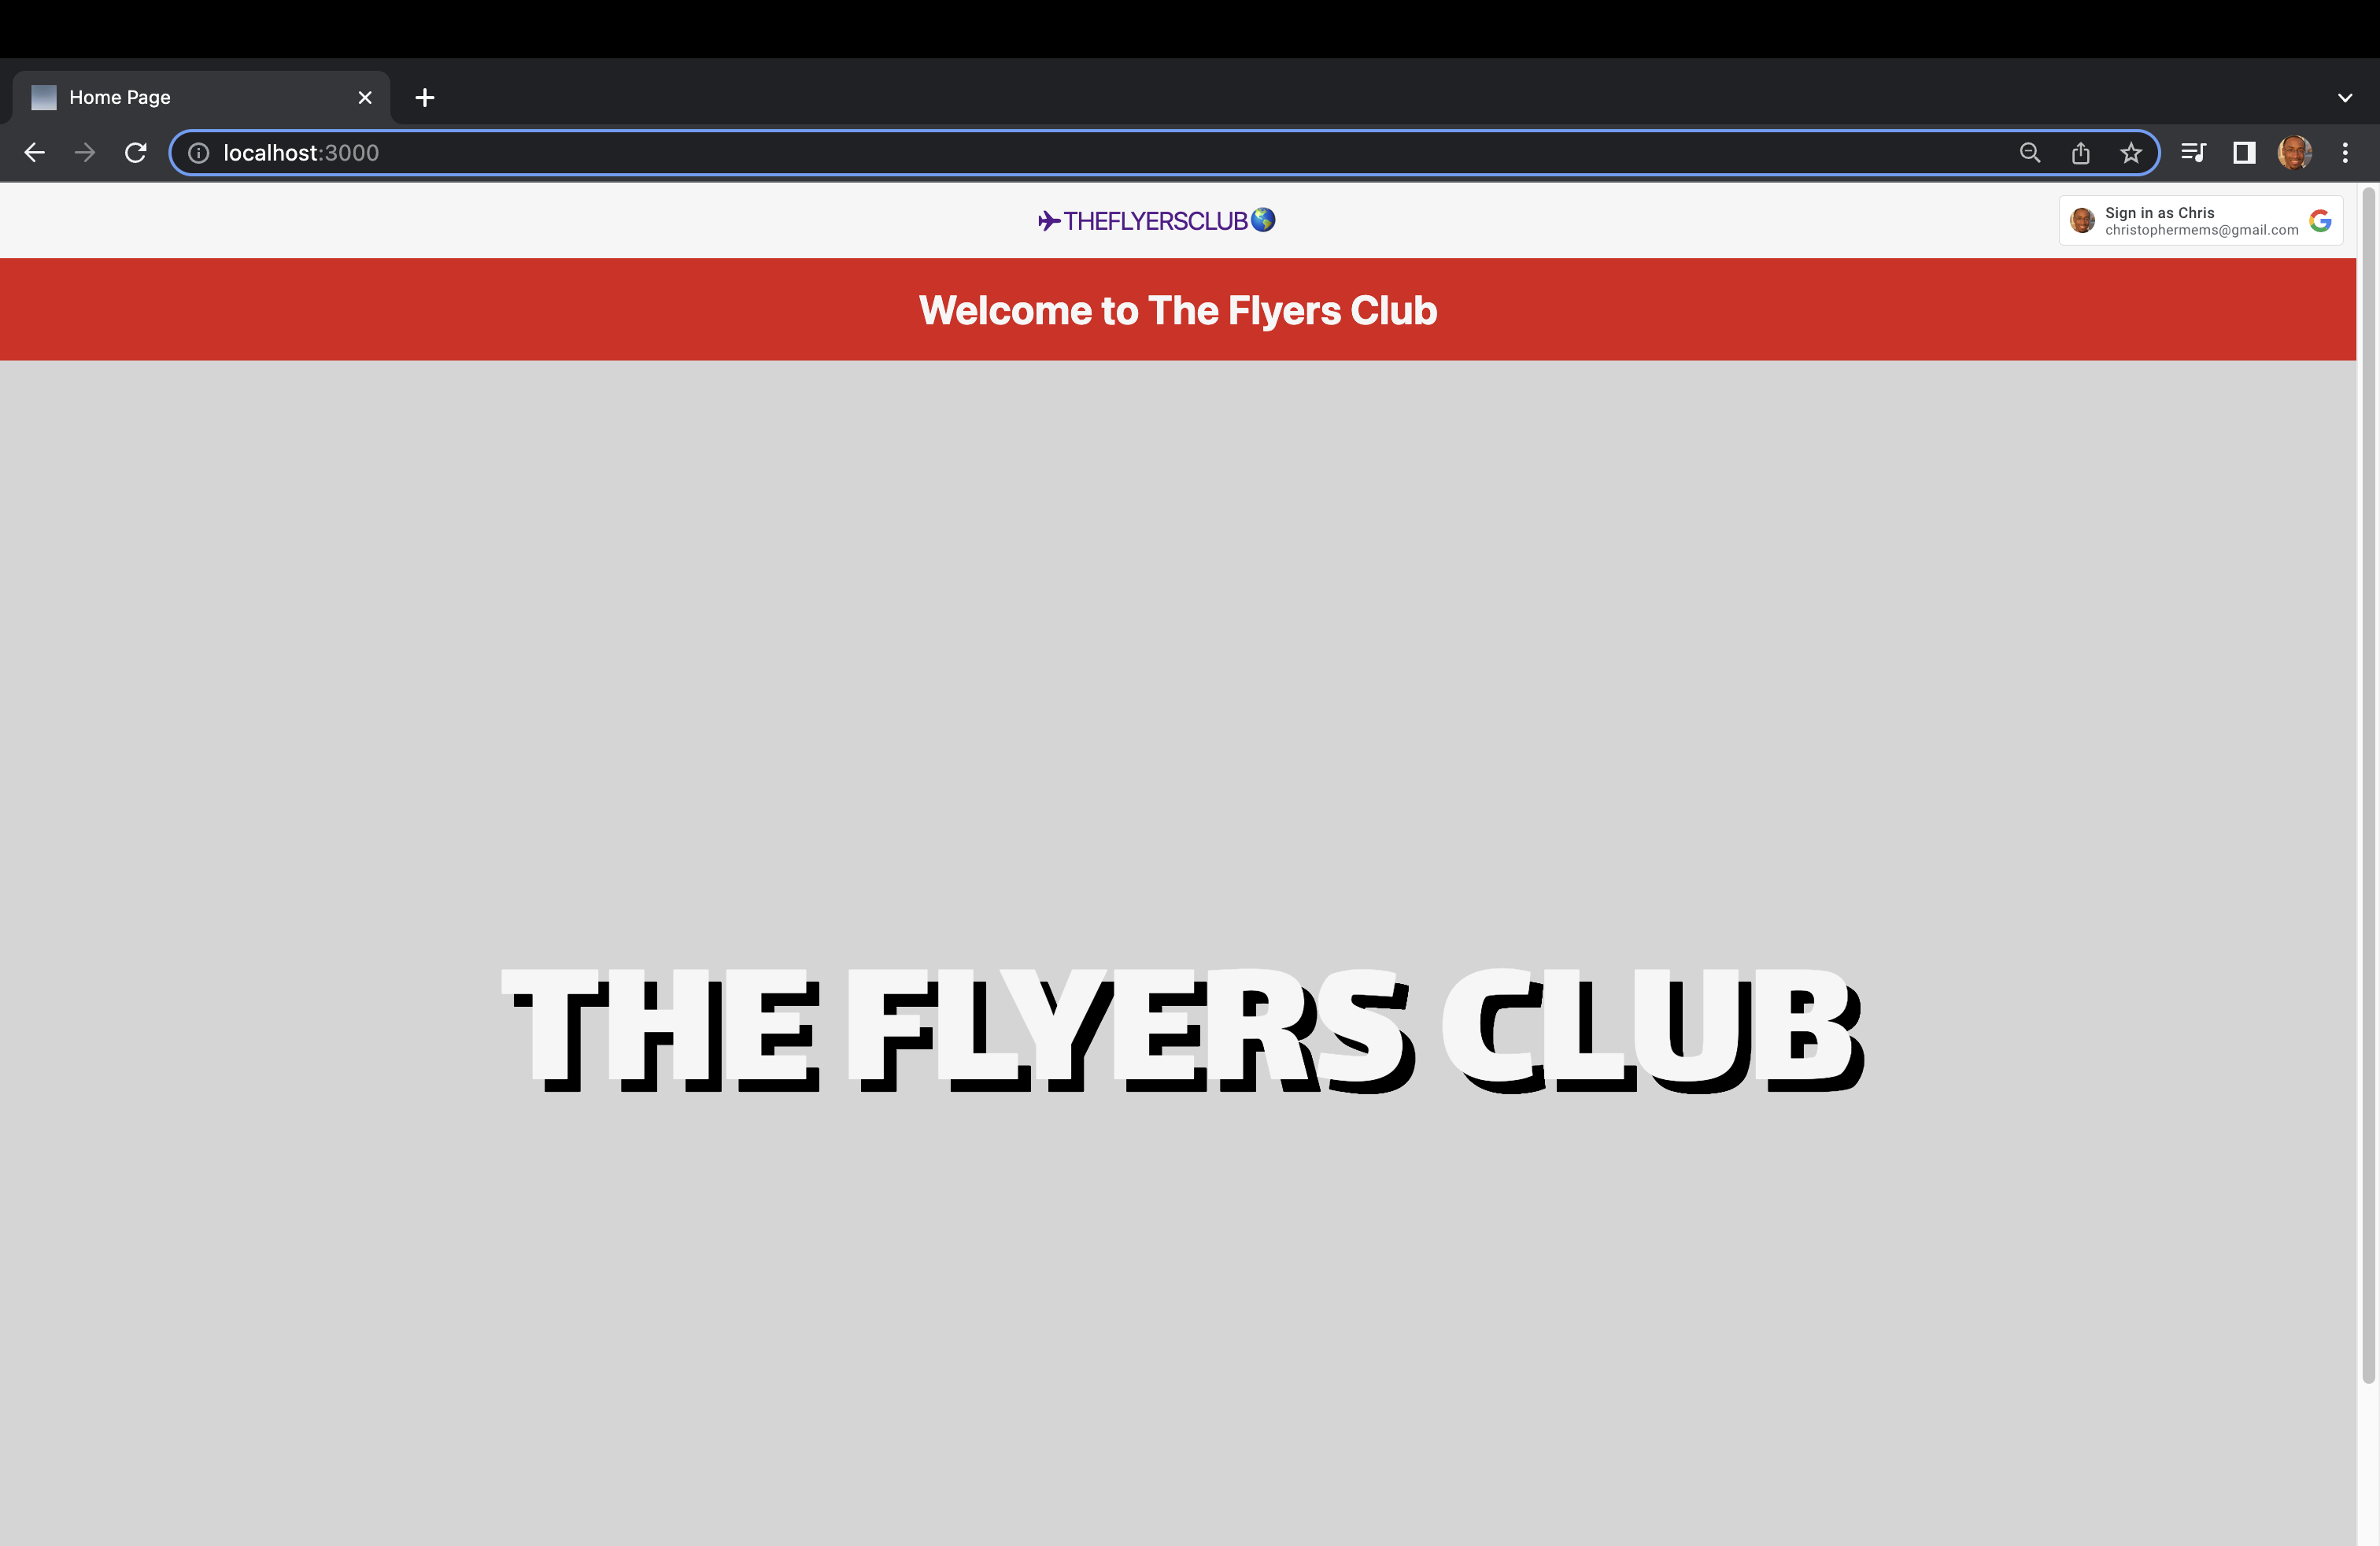 Home Page
localhost:3000
THEFLYERSCLUB
Sign in as Chris
christophermems@gmail.com
Welcome to The Flyers Club
THE FLYERS CLUB